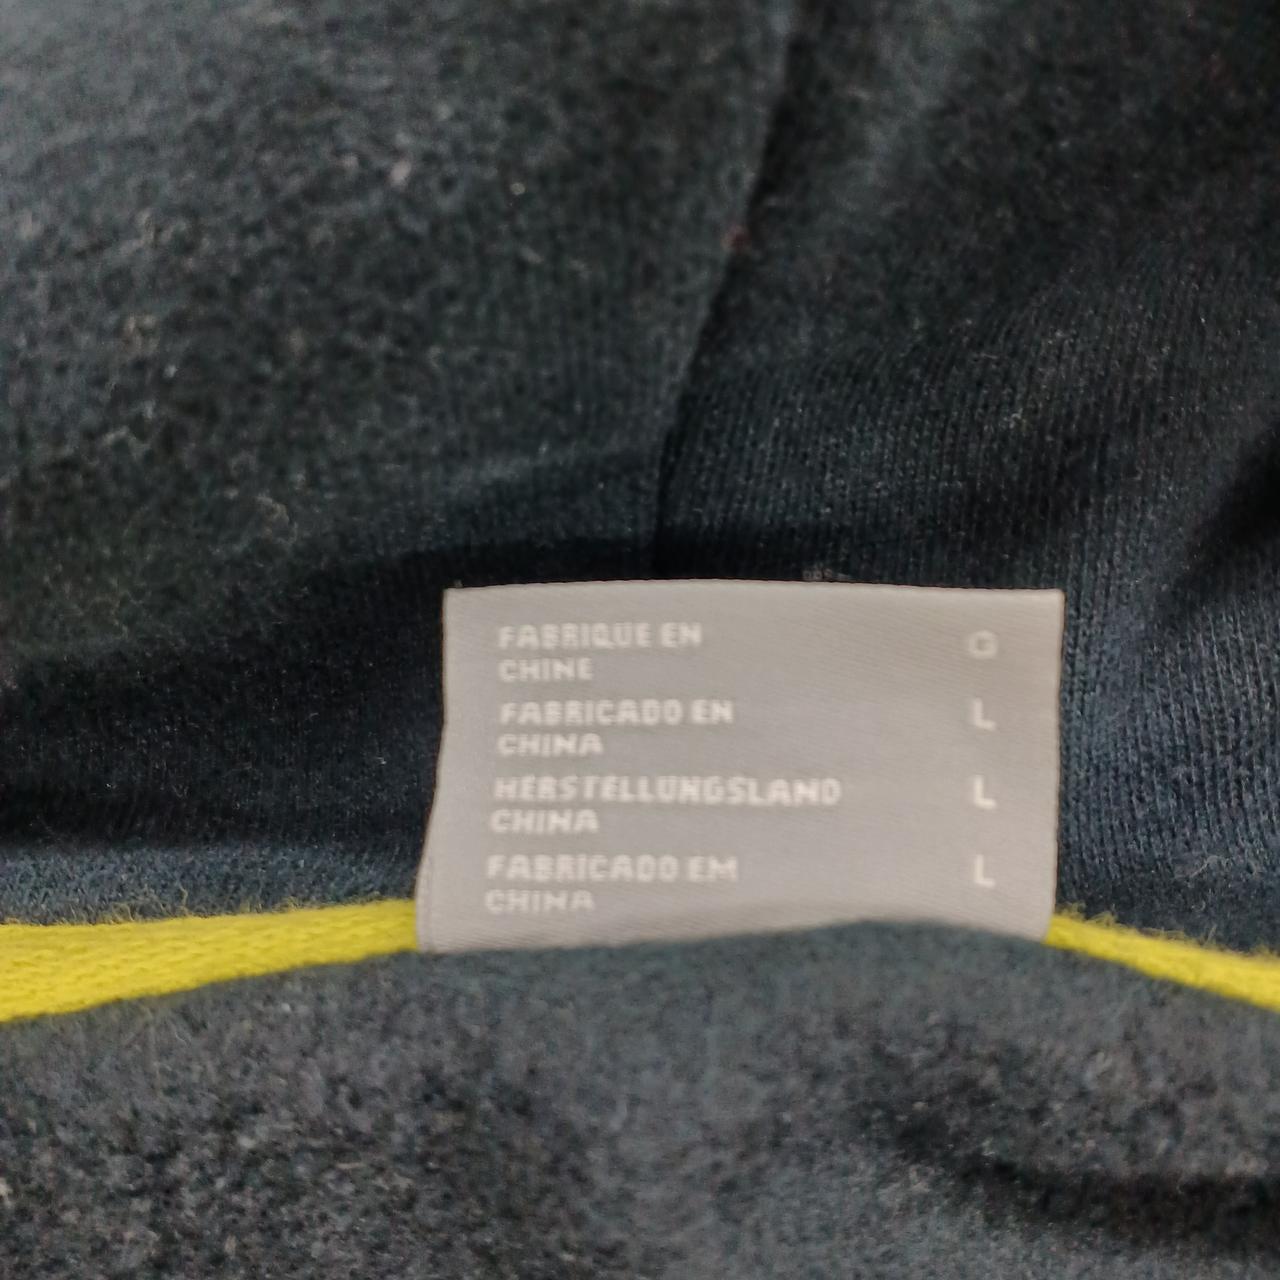 FABRIQUE EN G
CHINE
FABRICADO EN L
CHINA
HERSTELLUNGSLAND L
CHINA
FABRICADO EM L
CHINA